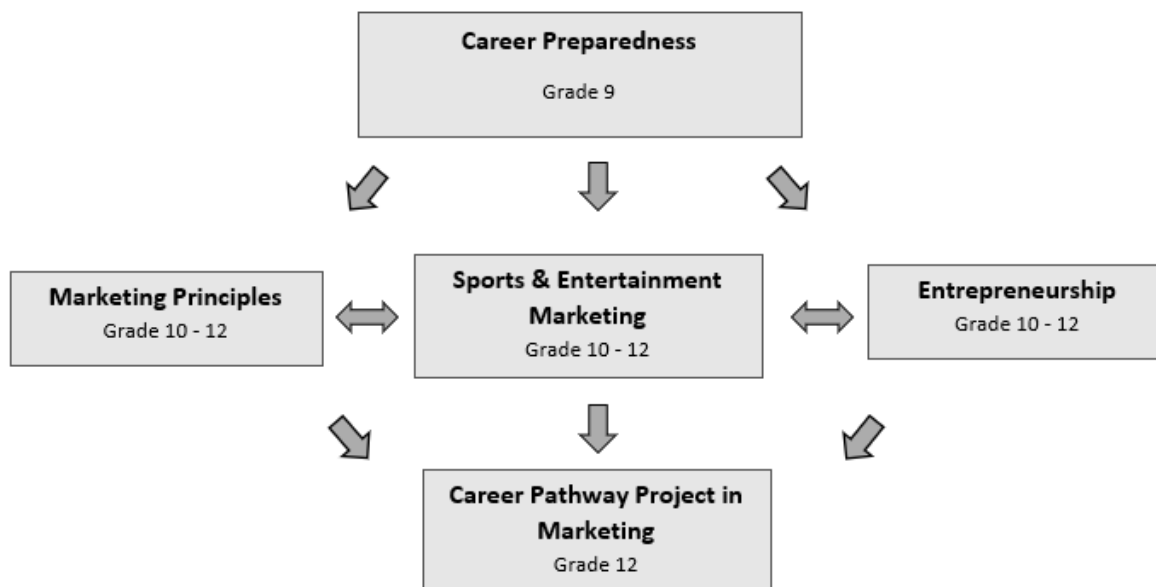 Career Preparedness
Grade 9
Marketing Principles
Grade 10 - 12
Sports & Entertainment
Marketing
Grade 10 - 12
Entrepreneurship
Grade 10 - 12
Career Pathway Project in
Marketing
Grade 12